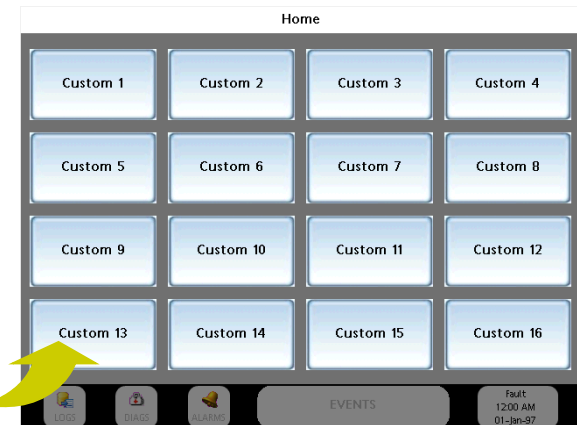 Home
Custom 1 Custom 2 Custom 3 Custom 4
Custom 5 Custom 6 Custom 7 Custom 8
Custom 9 Custom 10 Custom 11 Custom 12
Custom 13 Custom 14 Custom 15 Custom 16
LOGS DIAGS ALARMS EVENTS Fault
12:00 AM
01-Jan-97